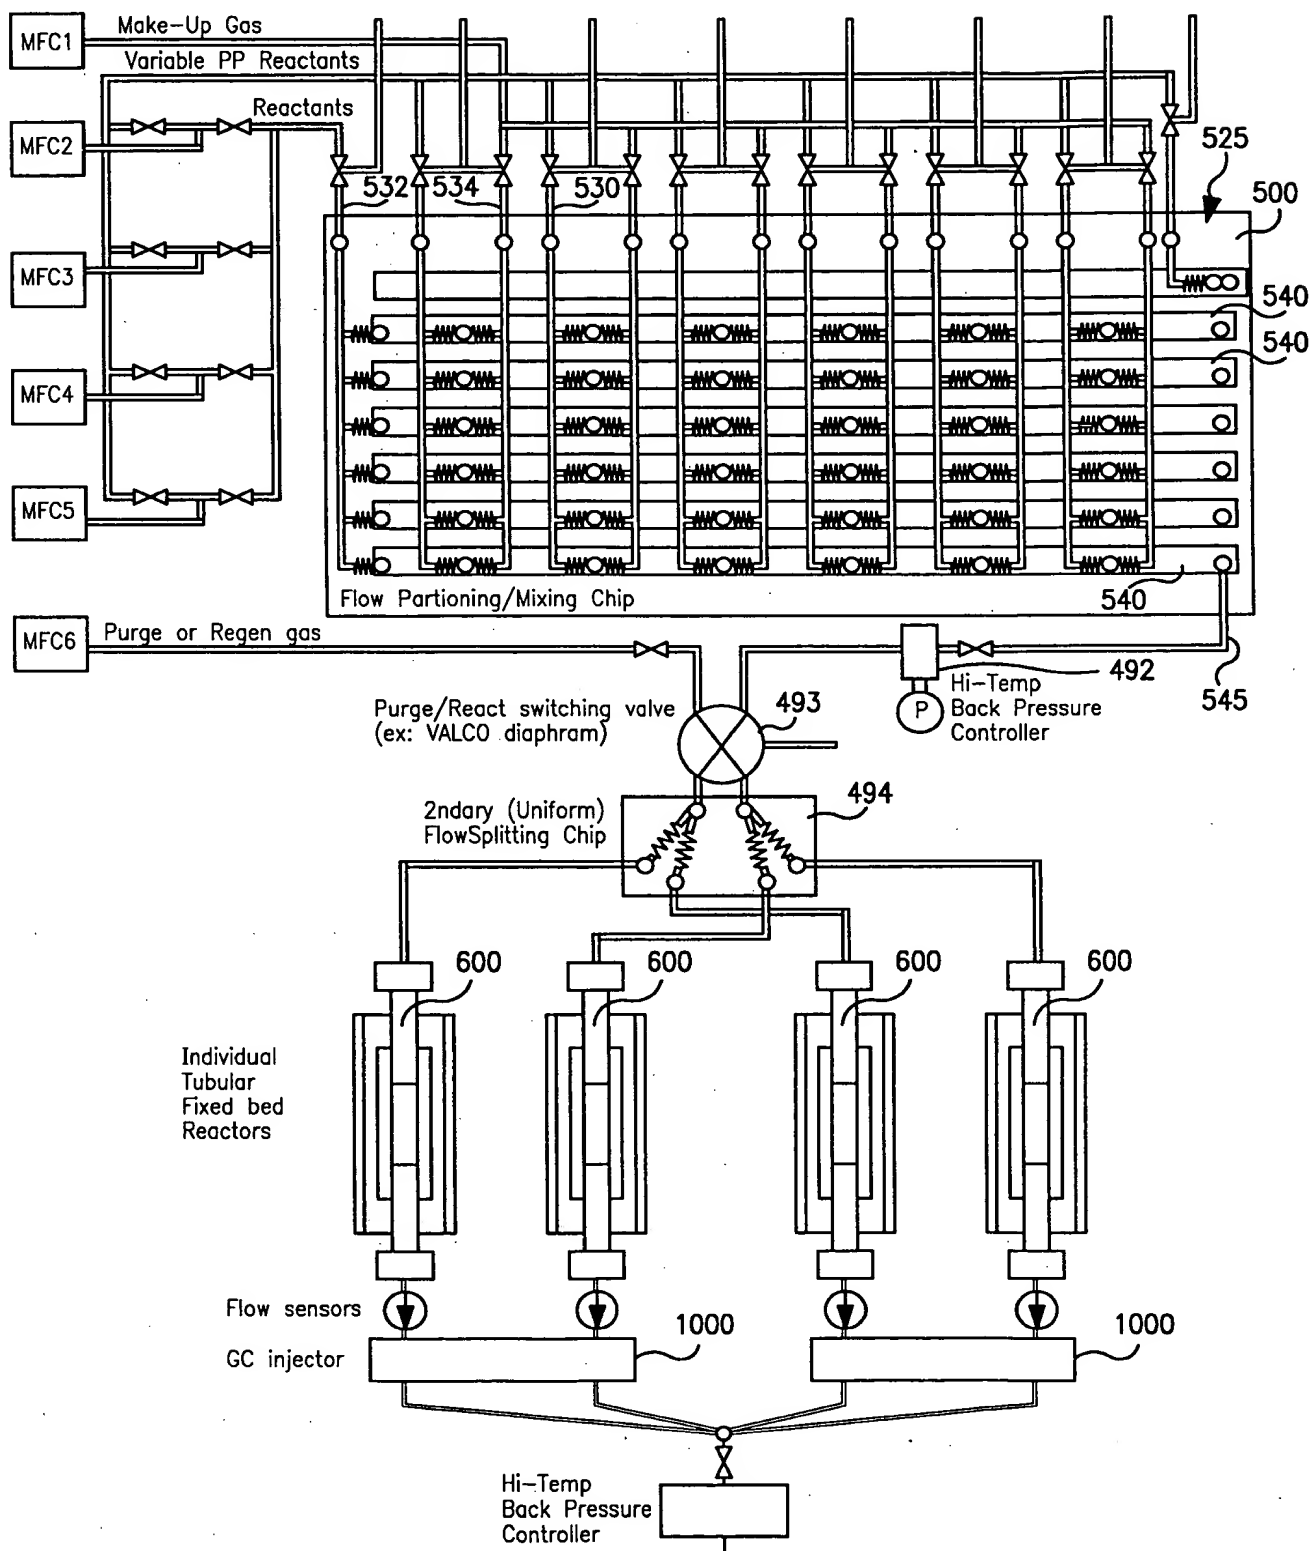 MFC1
Make-Up Gas
Variable PP Reactants
Reactants
MFC2
525
532
534
530
500
MFC3
540
540
MFC4
MFC5
540
Flow Partioning/Mixing Chip
MFC6
Purge or Regen gas
492
545
Hi-Temp
Back Pressure
Controller
P
Purge/React switching valve
(ex: VALCO diaphram)
493
2ndary (Uniform)
FlowSplitting Chip
494
600
600
600
600
Individual
Tubular
Fixed bed
Reactors
Flow sensors
GC injector
1000
1000
Hi-Temp
Back Pressure
Controller